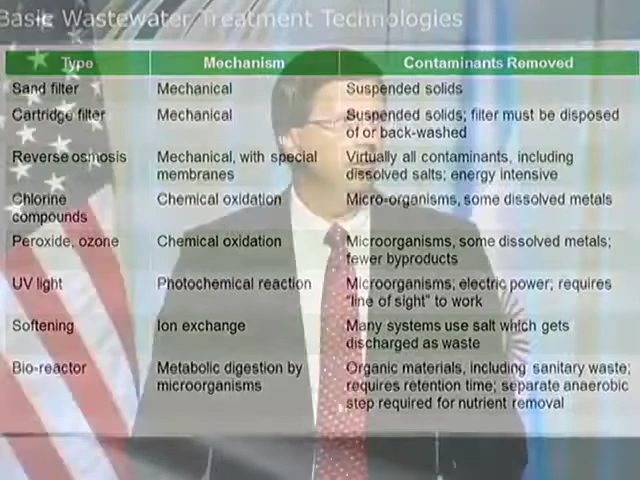 Basic Wastewater Treatment Technologies
Type Mechanism Contaminants Removed
Sand filter Mechanical Suspended solids
Cartridge filter Mechanical Suspended solids; filter must be disposed
of or back-washed
Reverse osmosis Mechanical, with special Virtually all contaminants, including
membranes dissolved salts; energy intensive
Chlorine Chemical oxidation Micro-organisms, some dissolved metals
compounds
Peroxide, ozone Chemical oxidation Microorganisms, some dissolved metals;
fewer byproducts
UV light Photochemical reaction Microorganisms; electric power; requires
"line of sight" to work
Softening Ion exchange Many systems use salt which gets
discharged as waste
Bio-reactor Metabolic digestion by Organic materials, including sanitary waste;
microorganisms requires retention time; separate anaerobic
step required for nutrient removal